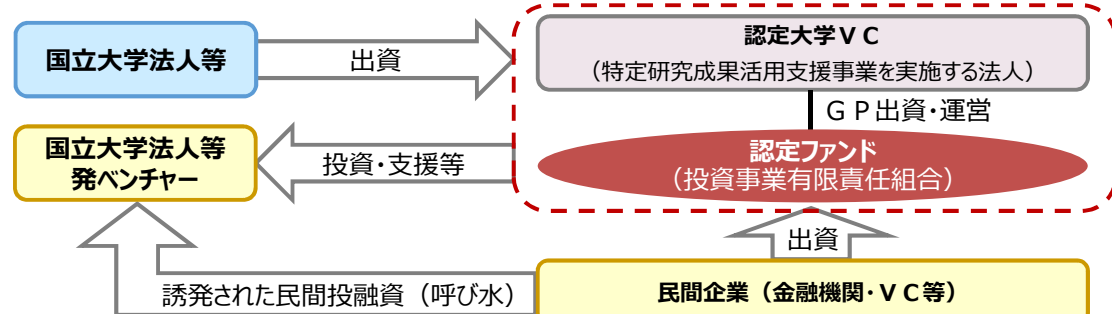 国立大学法人等
出資
認定大学ＶＣ
（特定研究成果活用支援事業を実施する法人）
ＧＰ出資・運営
国立大学法人等
発ベンチャー
投資・支援等
認定ファンド
（投資事業有限責任組合）
出資
誘発された民間投融資（呼び水）
民間企業（金融機関・ＶＣ等）